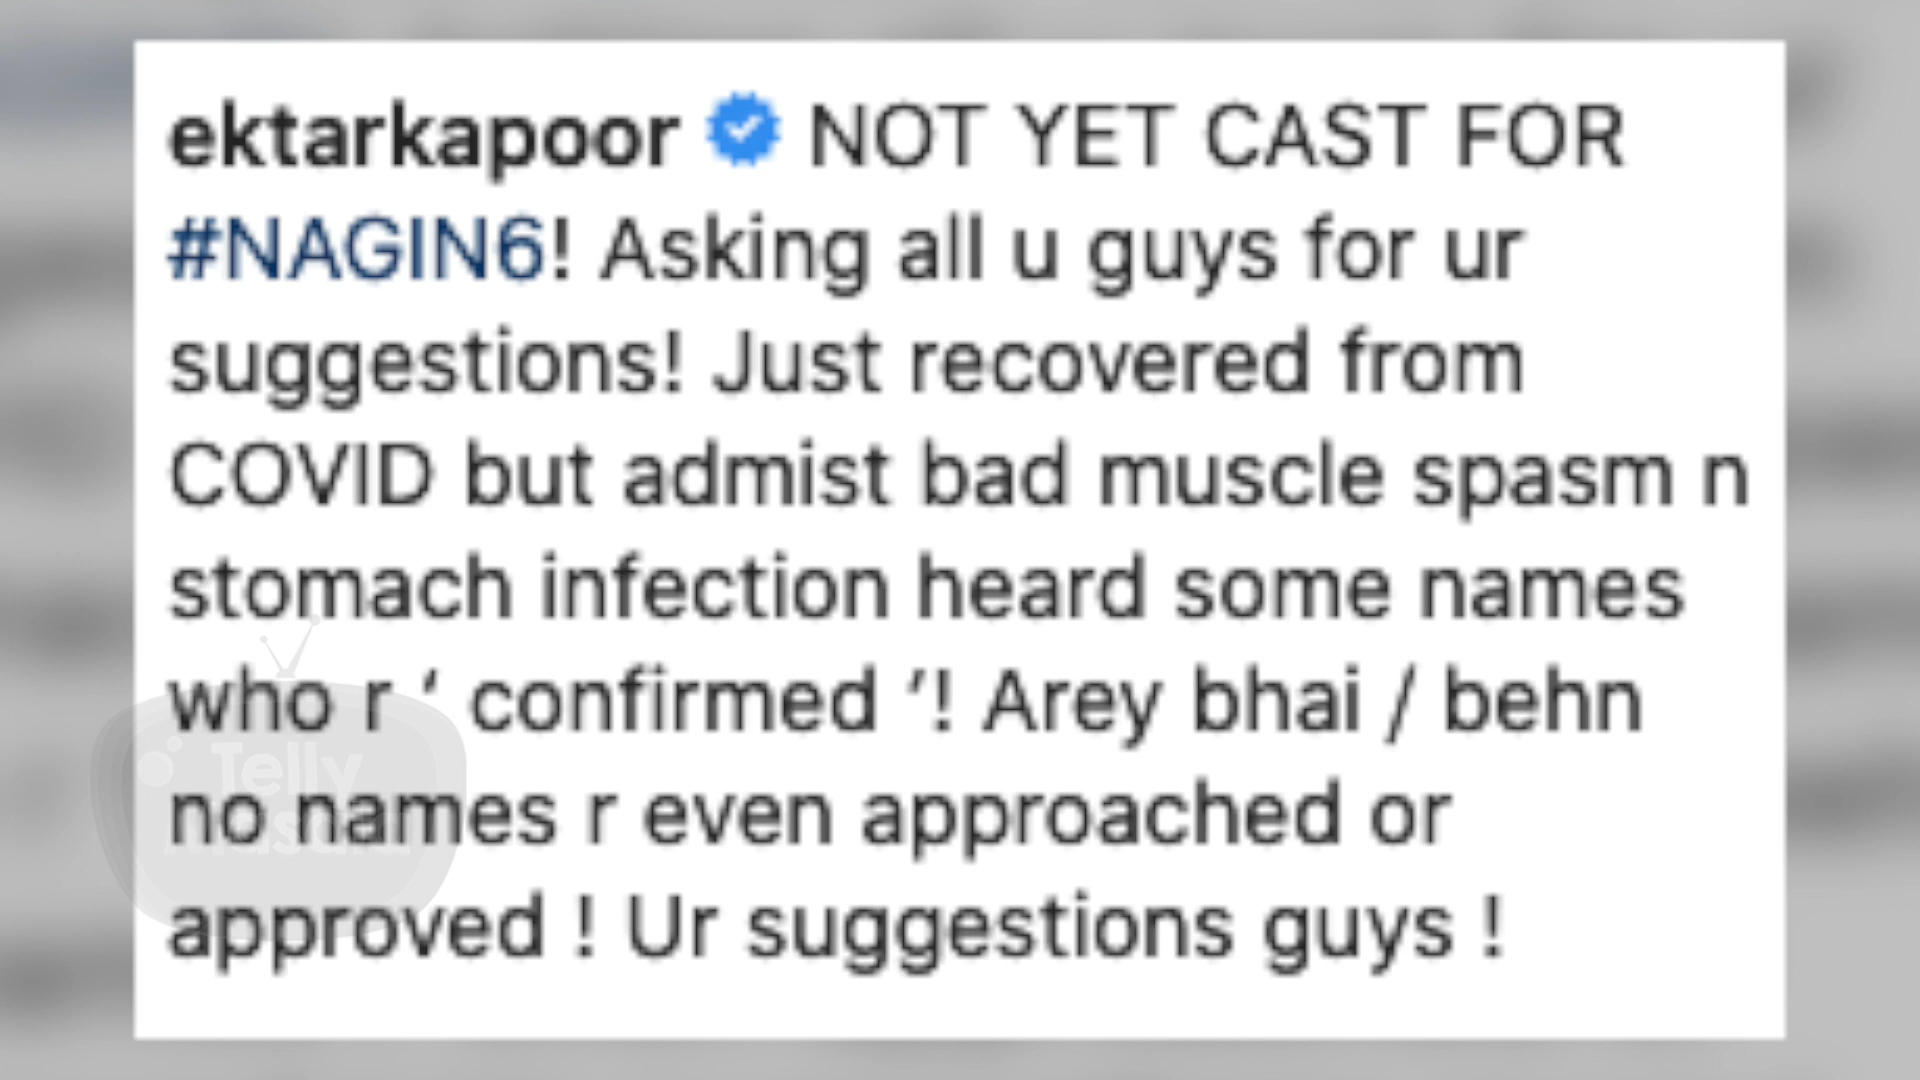 ektarkapoor NOT YET CAST FOR
#NAGIN6! Asking all u guys for ur
suggestions! Just recovered from
COVID but admist bad muscle spasm n
stomach infection heard some names
who r ‘ confirmed ’! Arey bhai / behn
no names r even approached or
approved ! Ur suggestions guys !
Telly
Masala